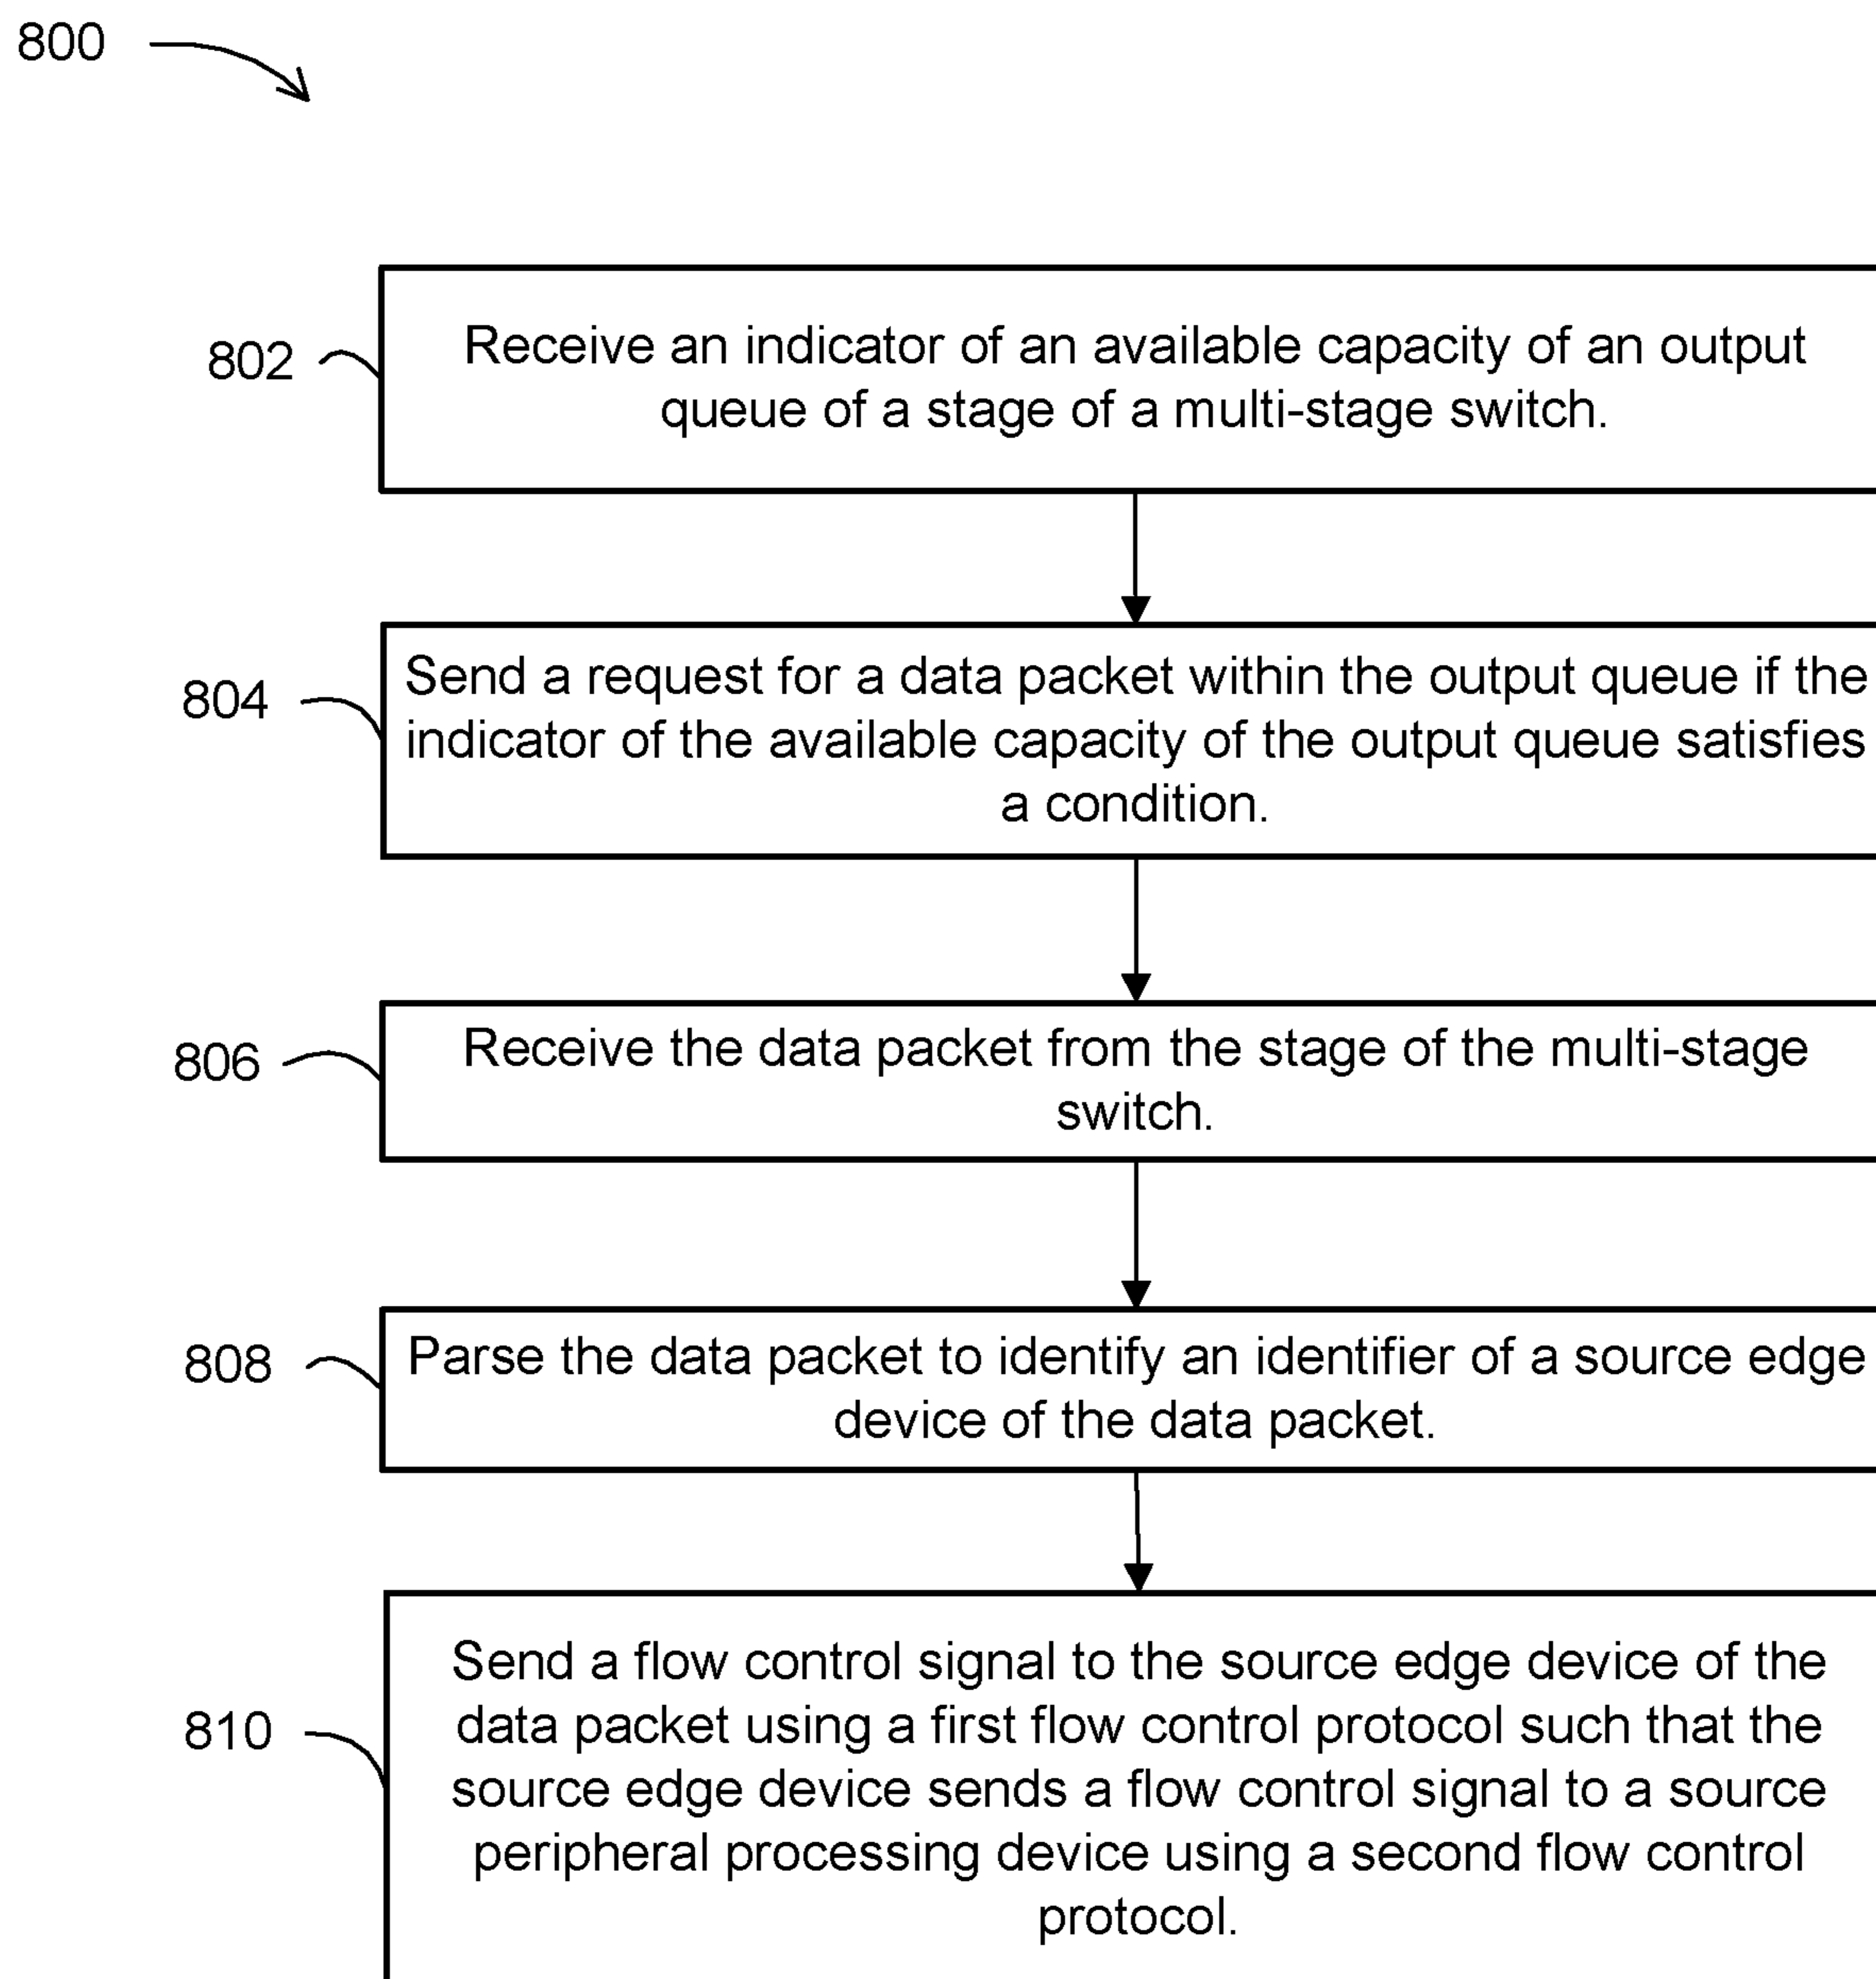 800
802
Receive an indicator of an available capacity of an output
queue of a stage of a multi-stage switch.
804
Send a request for a data packet within the output queue if the
indicator of the available capacity of the output queue satisfies
a condition.
806
Receive the data packet from the stage of the multi-stage
switch.
808
Parse the data packet to identify an identifier of a source edge
device of the data packet.
810
Send a flow control signal to the source edge device of the
data packet using a first flow control protocol such that the
source edge device sends a flow control signal to a source
peripheral processing device using a second flow control
protocol.